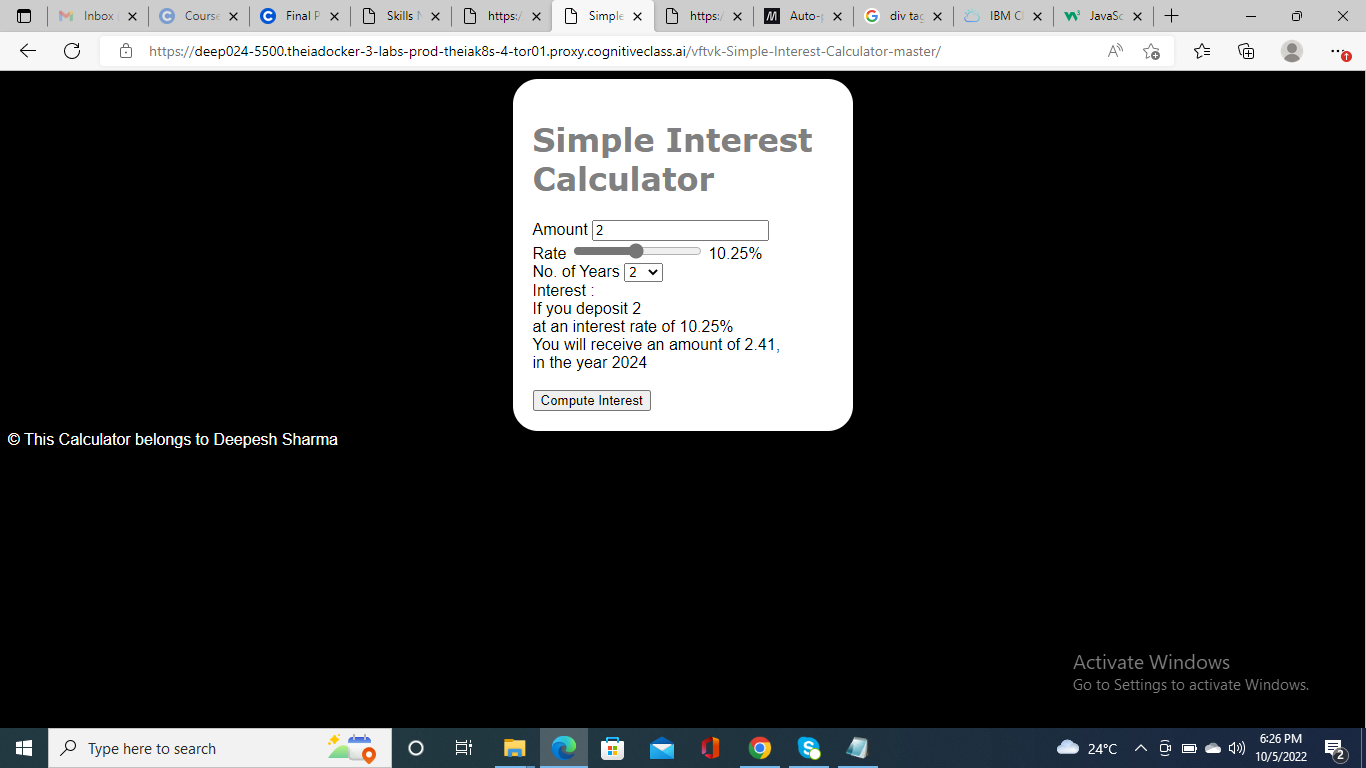 Inbox
Course
Final P
Skills N
https:/
Simple
https:/
Auto-p
div tag
IBM Cl
JavaSc
https://deep024-5500.theiadocker-3-labs-prod-theiak8s-4-tor01.proxy.cognitiveclass.ai/vftvk-Simple-Interest-Calculator-master/
Simple Interest
Calculator
Amount 2
Rate 10.25%
No. of Years 2
Interest :
If you deposit 2
at an interest rate of 10.25%
You will receive an amount of 2.41,
in the year 2024
Compute Interest
© This Calculator belongs to Deepesh Sharma
Activate Windows
Go to Settings to activate Windows.
Type here to search
24°C
6:26 PM
10/5/2022
2